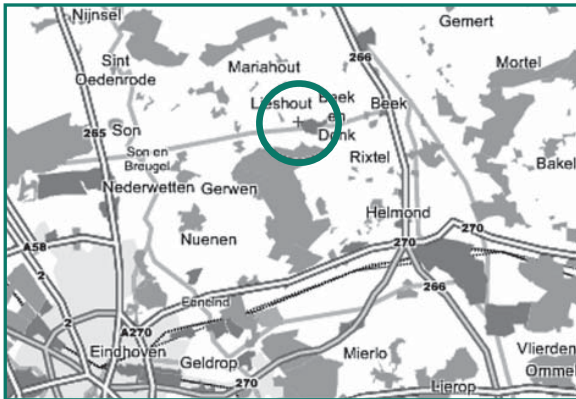 Nijnsel
Gemert
266
Sint
Oedenrode
Mariahout
Mortel
Lieshout
Beek
en
Donk
Beek
265
Son
Son en
Breugel
Rixtel
Bakel
Nederwetten
Gerwen
Helmond
270
270
A58
Nuenen
2
266
Eeneind
2
A270
Eindhoven
Geldrop
Mierlo
Vlierden
Ommel
270
Lierop